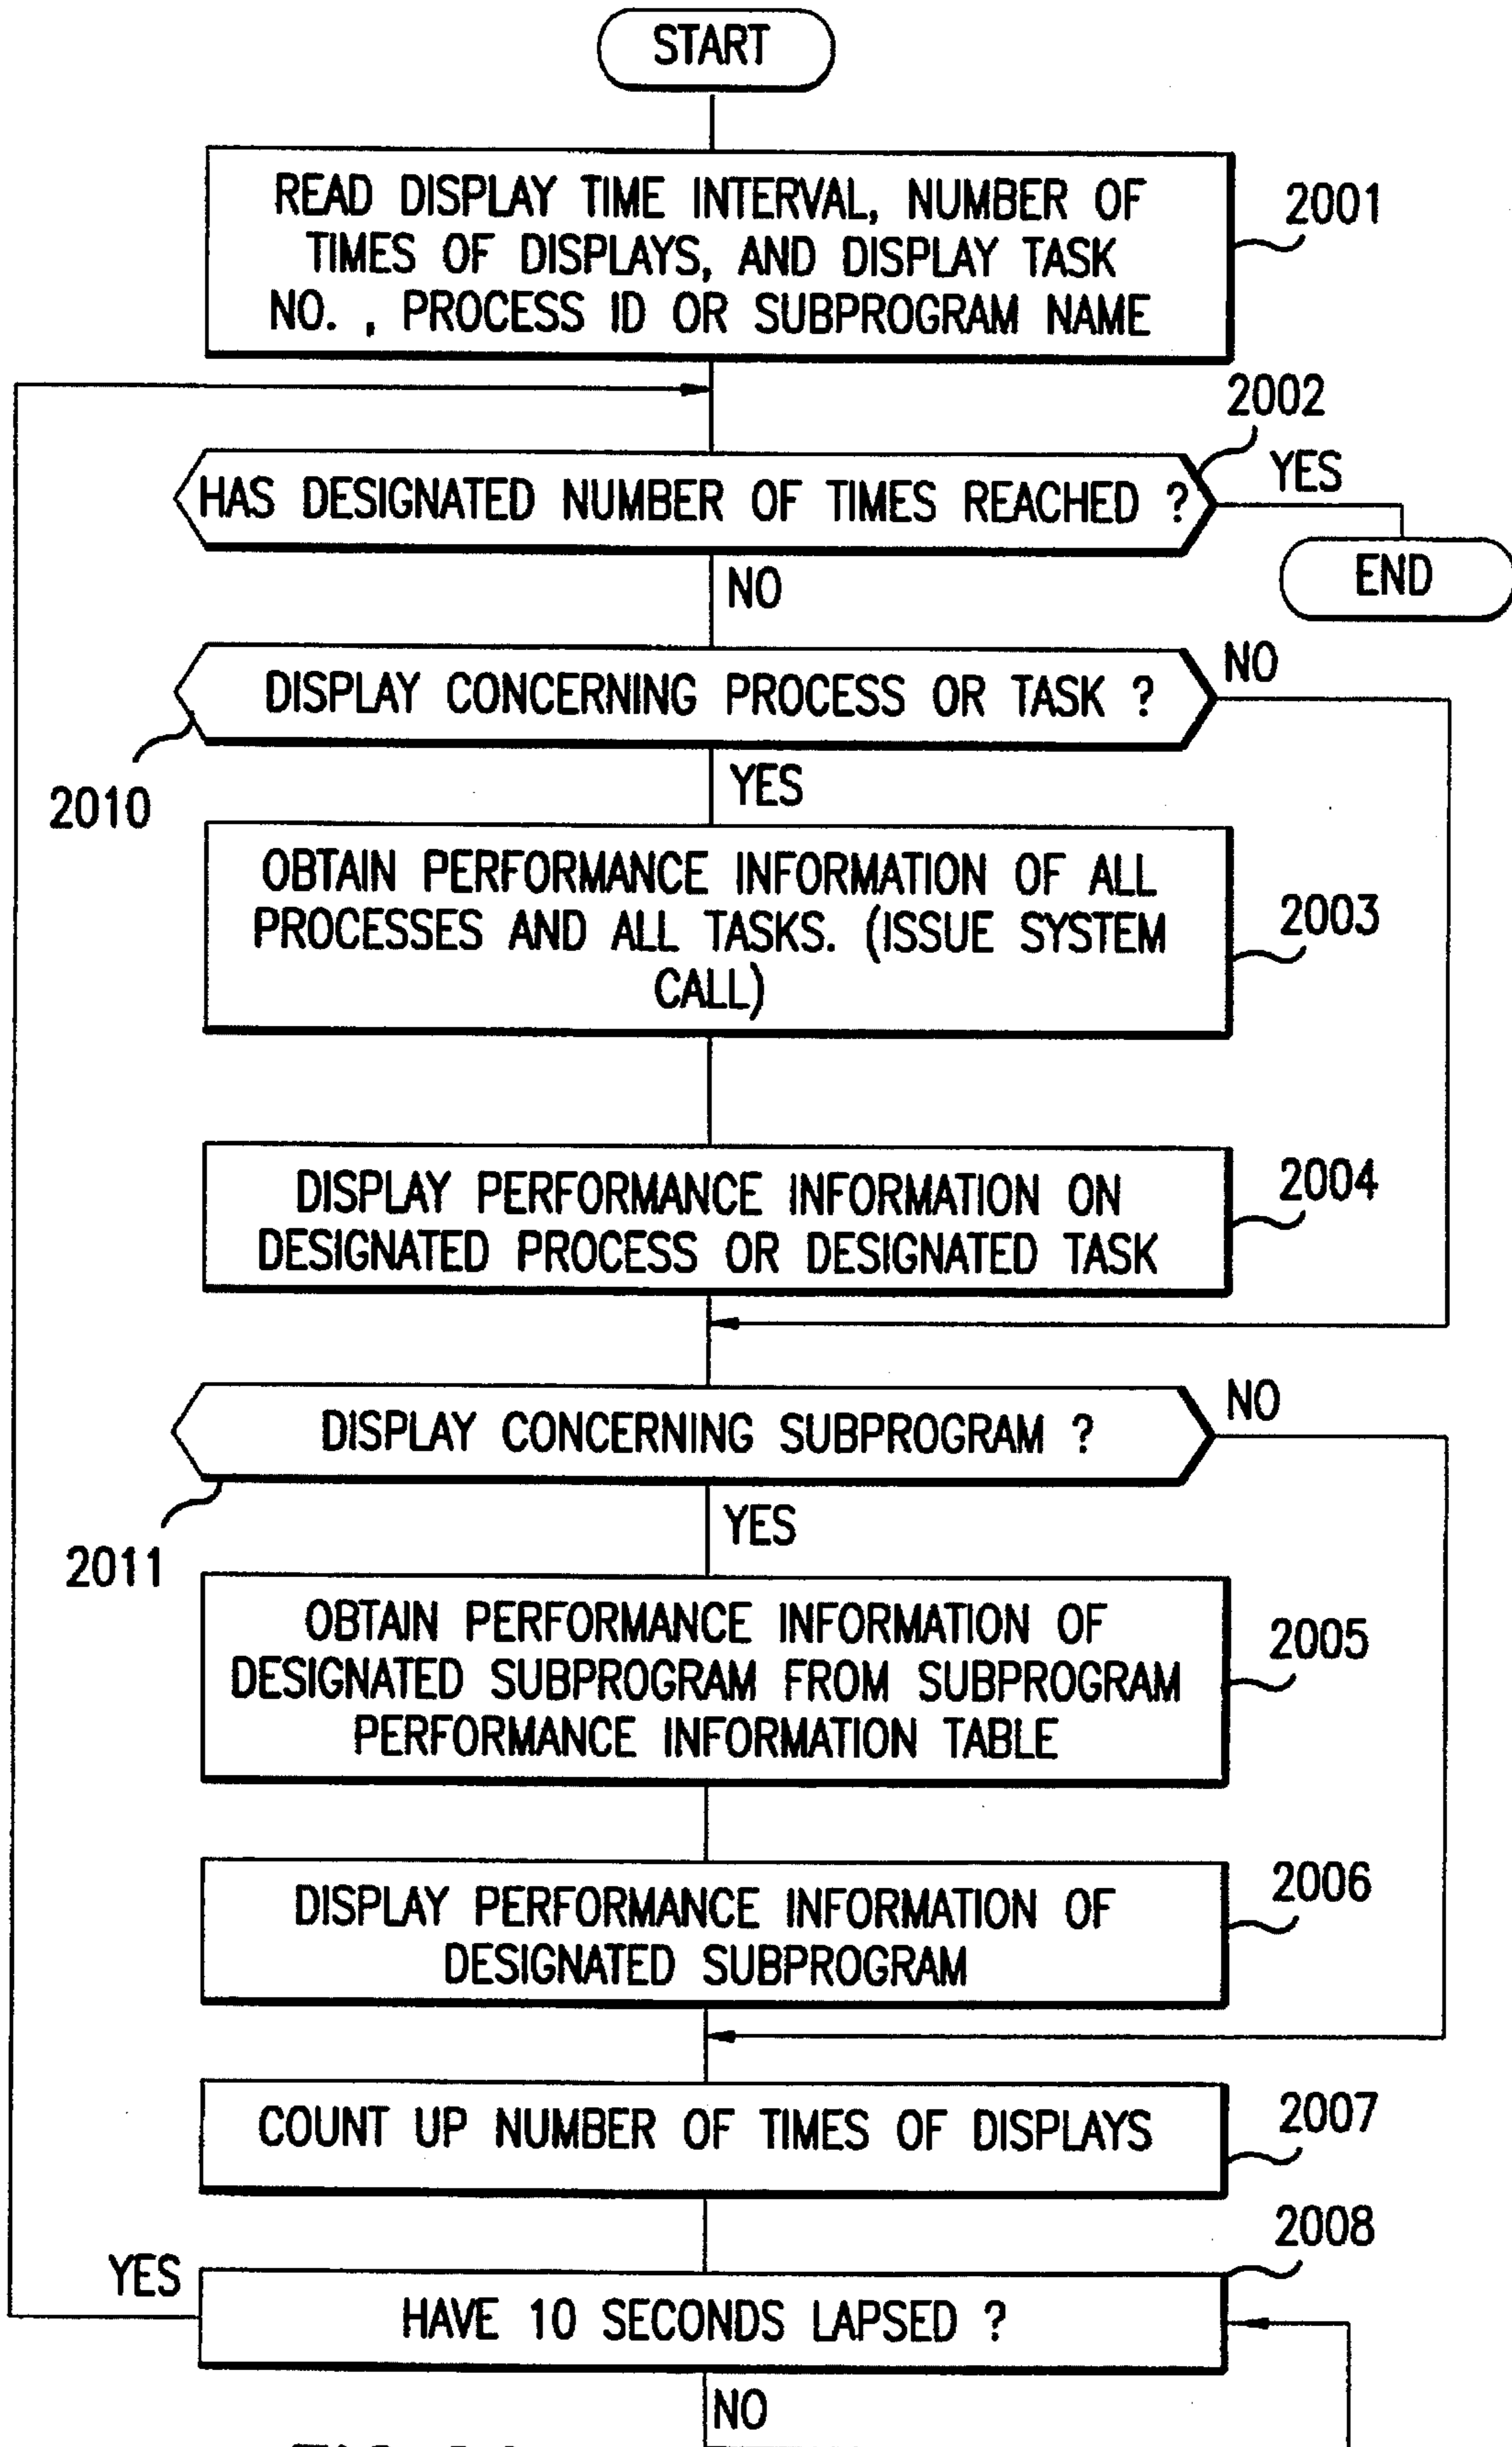 START
READ DISPLAY TIME INTERVAL, NUMBER OF
TIMES OF DISPLAYS, AND DISPLAY TASK
NO. , PROCESS ID OR SUBPROGRAM NAME
2001
2002
HAS DESIGNATED NUMBER OF TIMES REACHED ?
YES
END
NO
DISPLAY CONCERNING PROCESS OR TASK ?
NO
2010
YES
OBTAIN PERFORMANCE INFORMATION OF ALL
PROCESSES AND ALL TASKS. (ISSUE SYSTEM
CALL)
2003
DISPLAY PERFORMANCE INFORMATION ON
DESIGNATED PROCESS OR DESIGNATED TASK
2004
DISPLAY CONCERNING SUBPROGRAM ?
NO
2011
YES
OBTAIN PERFORMANCE INFORMATION OF
DESIGNATED SUBPROGRAM FROM SUBPROGRAM
PERFORMANCE INFORMATION TABLE
2005
DISPLAY PERFORMANCE INFORMATION OF
DESIGNATED SUBPROGRAM
2006
COUNT UP NUMBER OF TIMES OF DISPLAYS
2007
2008
YES
HAVE 10 SECONDS LAPSED ?
NO